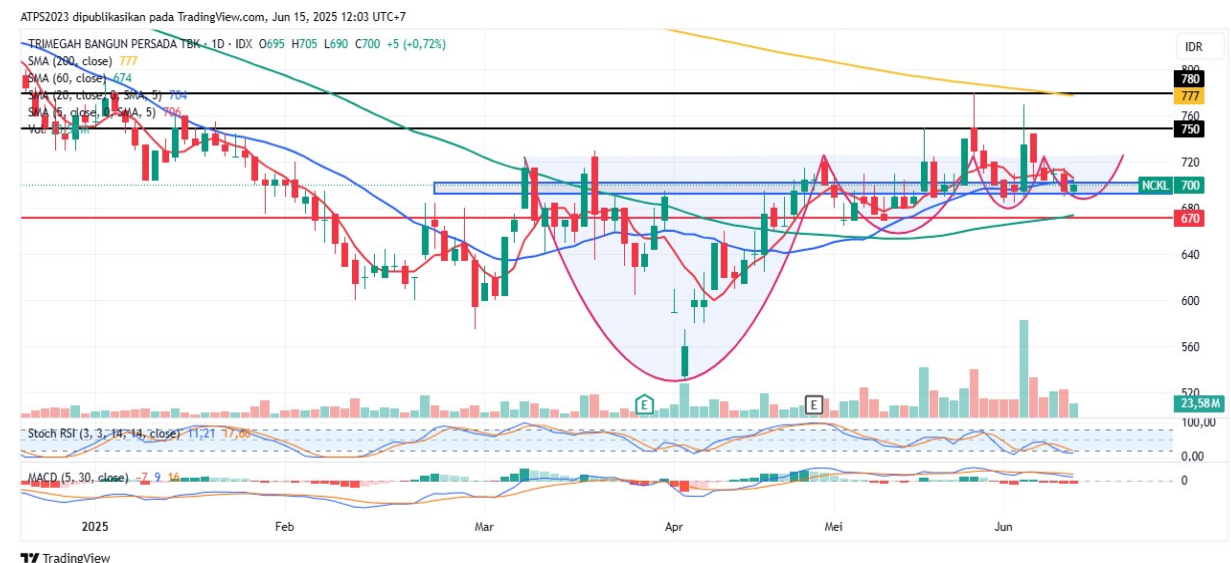 ATPS2023 dipublikasikan pada TradingView.com, Jun 15, 2025 12:03 UTC+7
TRIMEGAH BANGUN PERSADA TBK · 1D · IDX O695 H705 L690 C700 +5 (+0,72%)
IDR
SMA (200, close) 777
SMA (60, close) 674
SMA (20, close, 0, SMA, 5) 704
SMA (5, close, 0, SMA, 5) 706
Vol
800
780
777
760
750
720
NCKL 700
680
670
640
600
560
520
E
E
23,58M
Stoch RSI (3, 3, 14, 14, close) 11,21 17,66
100,00
0,00
MACD (5, 30, close) −7 9 16
0
2025 Feb Mar Apr Mei Jun
TradingView